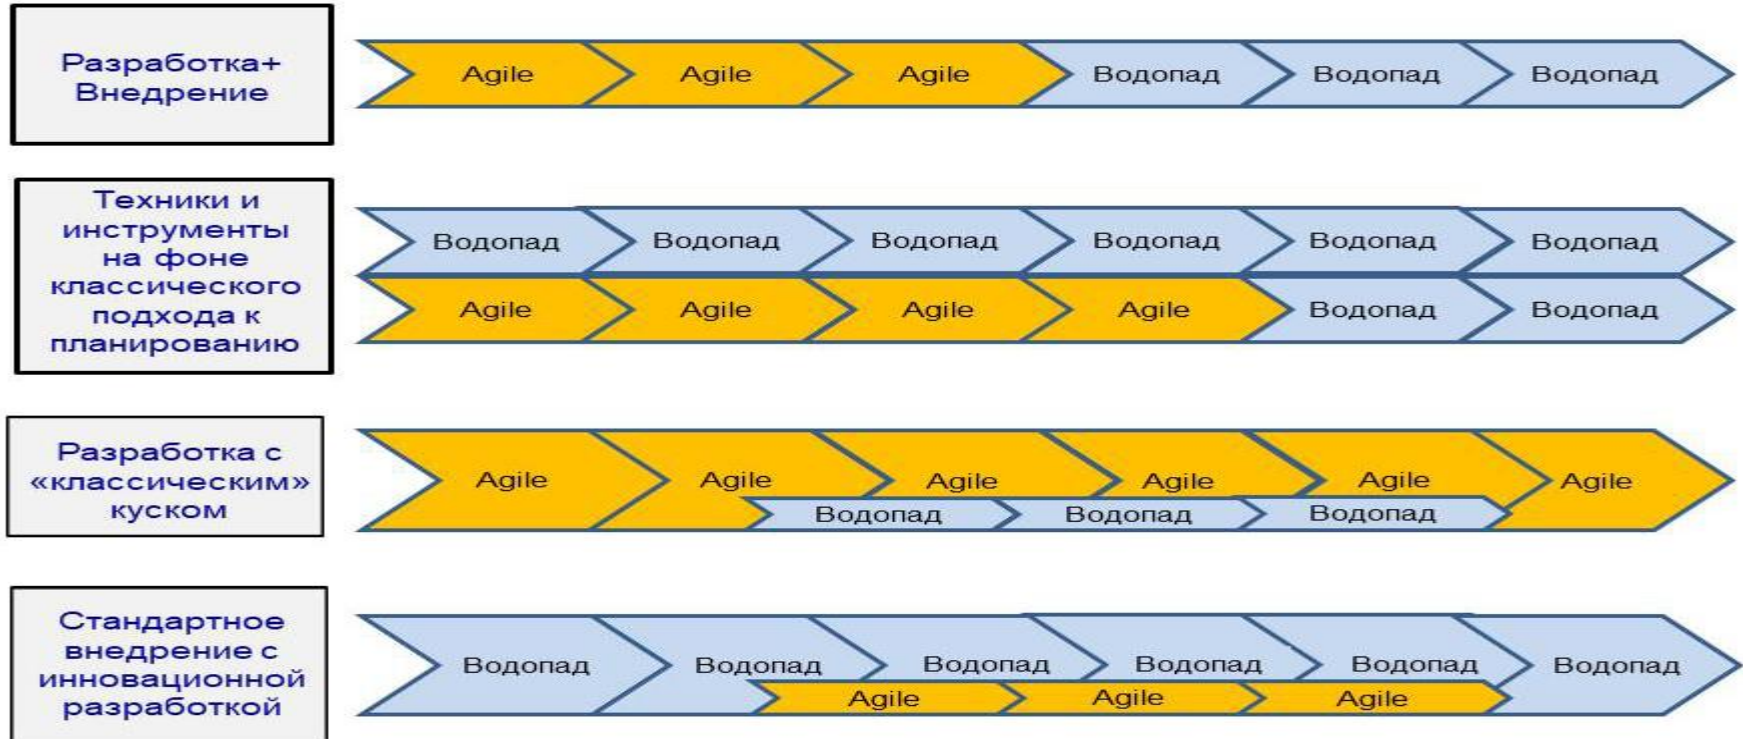 Разработка+
Внедрение
Agile Agile Agile Водопад Водопад Водопад
Техники и
инструменты
на фоне
классического
подхода к
планированию
Водопад Водопад Водопад Водопад Водопад Водопад
Agile Agile Agile Agile Водопад Водопад
Разработка с
«классическим»
куском
Agile Agile Agile Agile Agile Agile
Водопад Водопад Водопад
Стандартное
внедрение с
инновационной
разработкой
Водопад Водопад Водопад Водопад Водопад Водопад
Agile Agile Agile